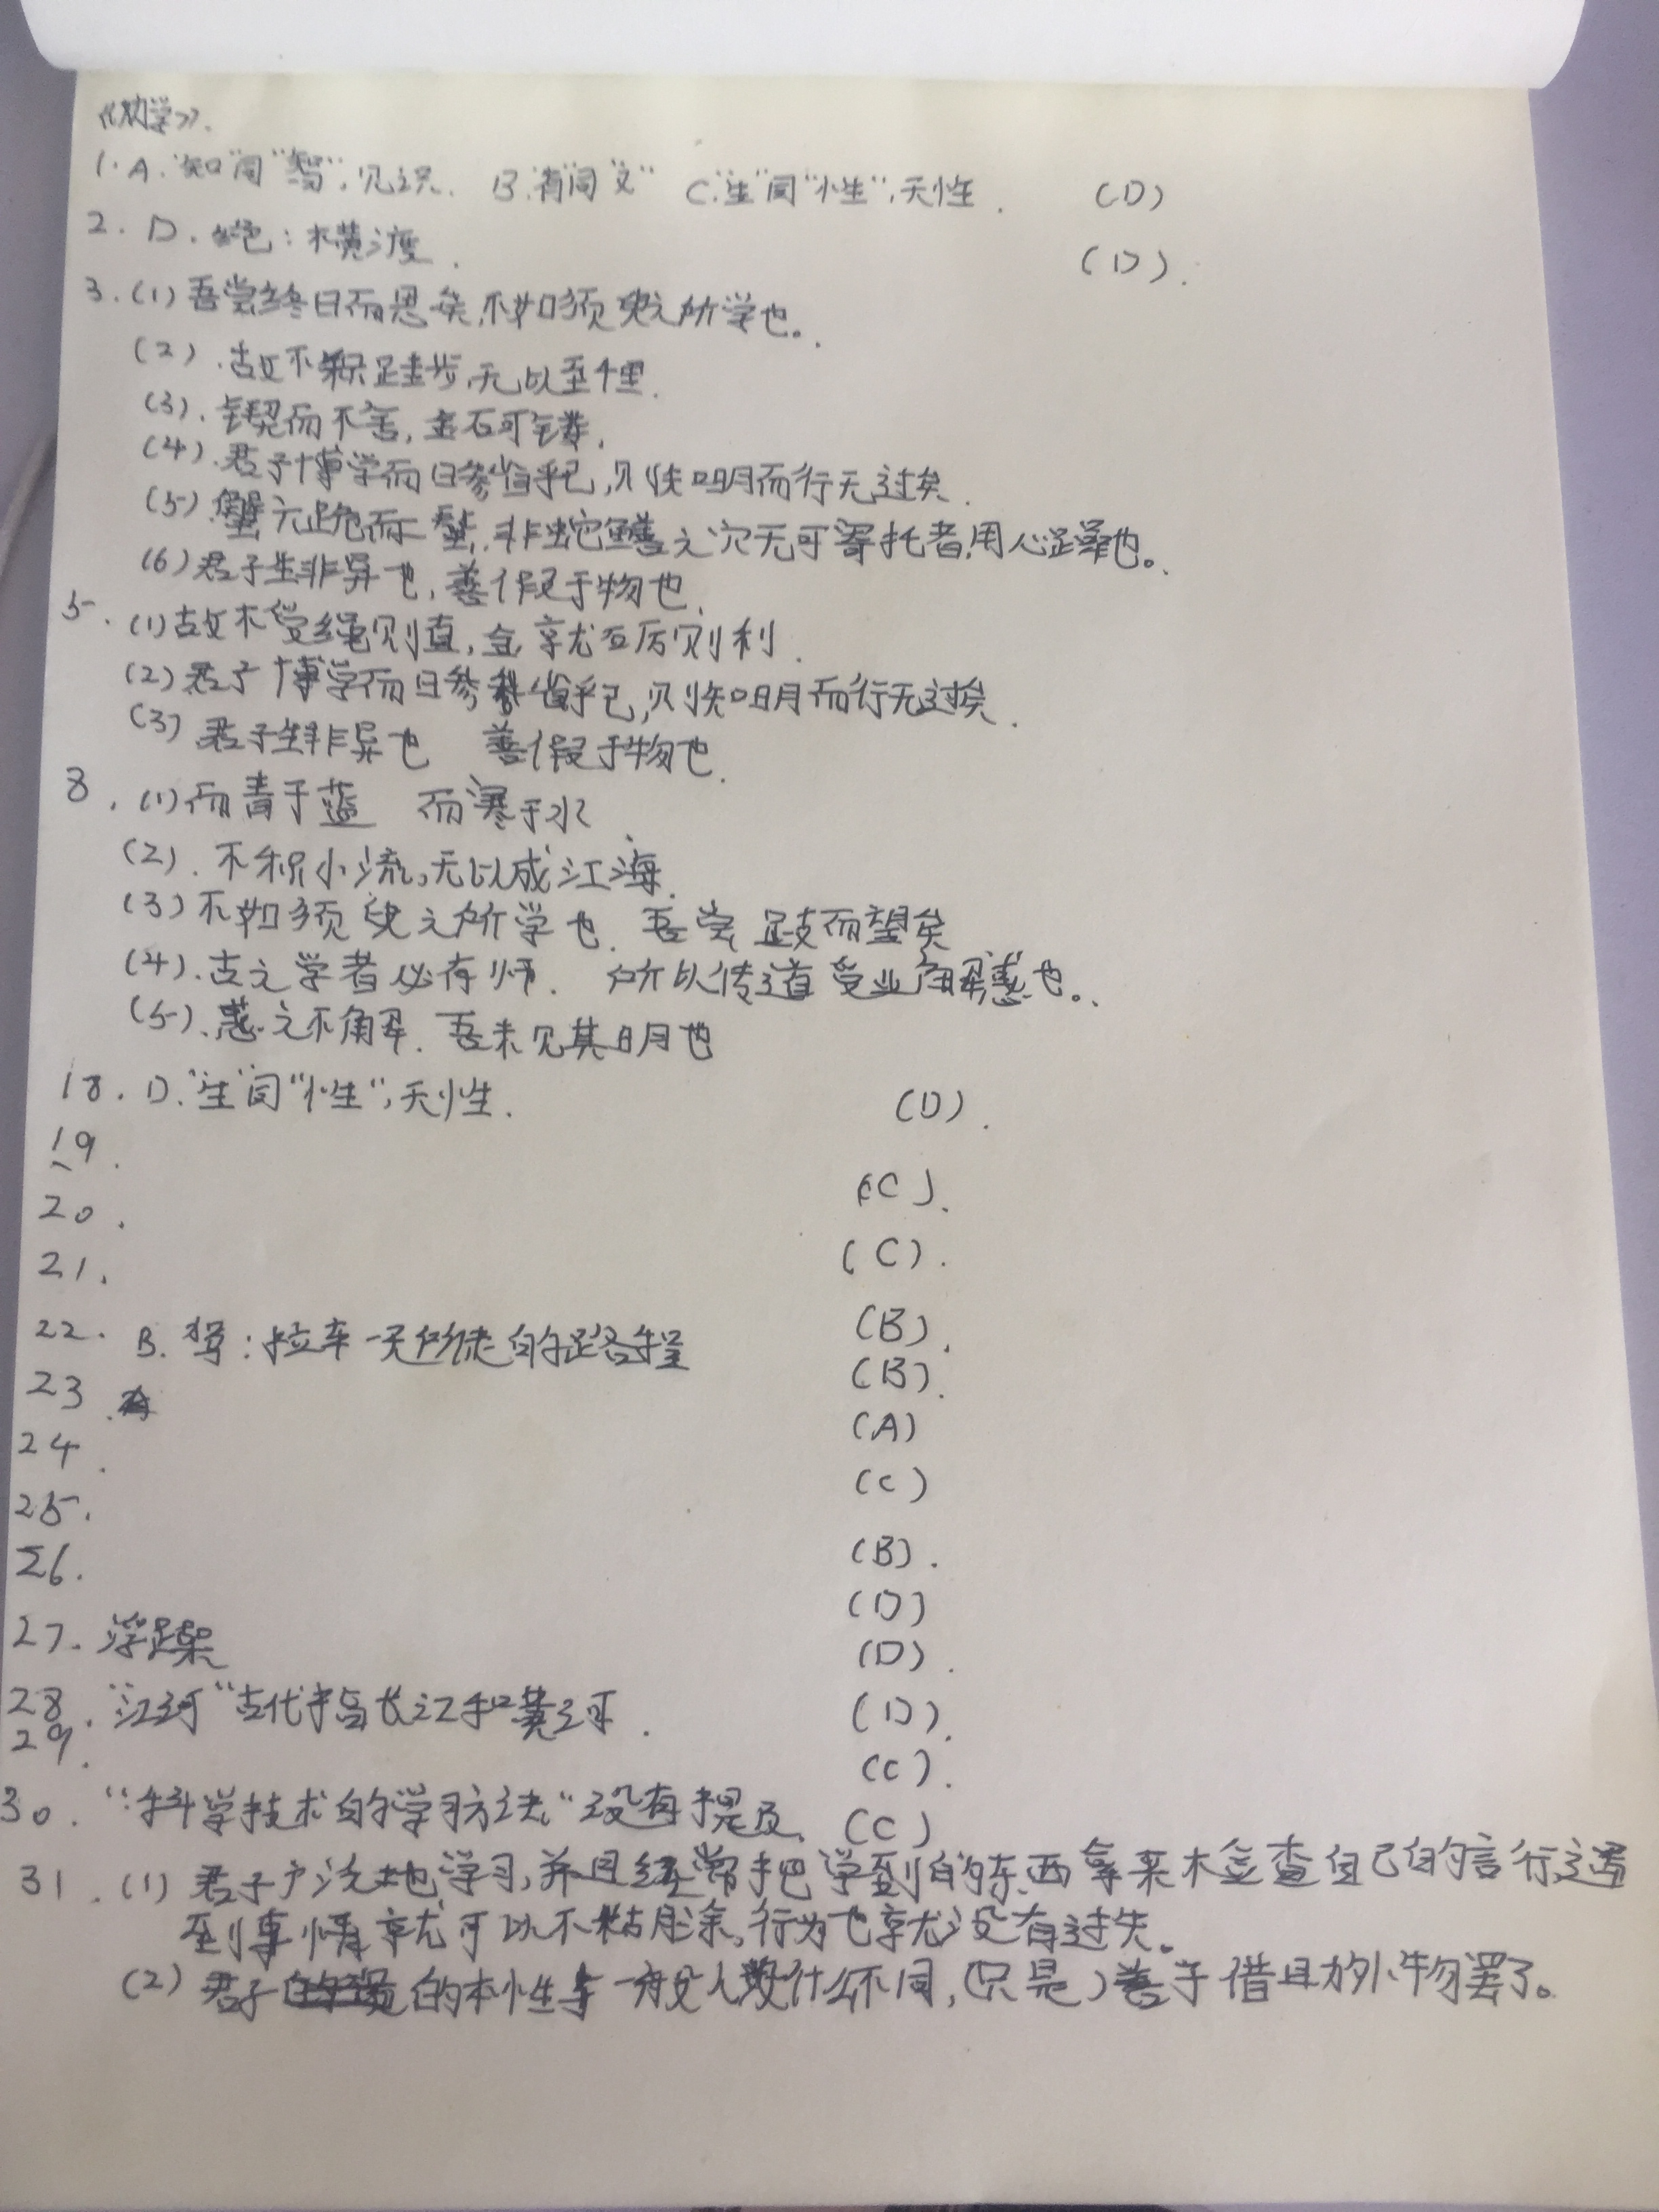 《劝学》.
1. A."知"同"智",见识. B."有"同"又" C."生"同"性",天性. (D)
2. D. 绝:横渡. (D).
3. (1) 吾尝终日而思矣,不如须臾之所学也。
(2). 故不积跬步,无以至千里.
(3). 锲而不舍,金石可镂,
(4). 君子博学而日参省乎己,则知明而行无过矣.
(5). 蟹六跪而二螯,非蛇鳝之穴无可寄托者,用心躁也。
(6) 君子生非异也,善假于物也.
5. (1) 故木受绳则直,金就砺则利.
(2) 君子博学而日参省乎己,则知明而行无过矣.
(3) 君子生非异也 善假于物也.
8. (1) 而青于蓝 而寒于水.
(2). 不积小流,无以成江海.
(3) 不如须臾之所学也. 吾尝跂而望矣
(4). 古之学者必有师. 所以传道受业解惑也。
(5). 惑之不解. 吾未见其明也
18. D."生"同"性",天性. (D).
19. (C).
20. (C).
21. (B).
22. B. 驾:拉车一天所走的路程 (B).
23. (A)
24. (C)
25. (B).
26. (D)
27. 浮躁 (D).
28. "江河"古代指长江和黄河. (D).
29. (C).
30. "科学技术的学习方法"没有提及. (C)
31. (1) 君子广泛地学习,并且经常把学到的东西拿来检查自己的言行,遇
到事情就可以不糊涂,行为也就没有过失。
(2) 君子的本性与一般人没什么不同,(只是)善于借助外物罢了。